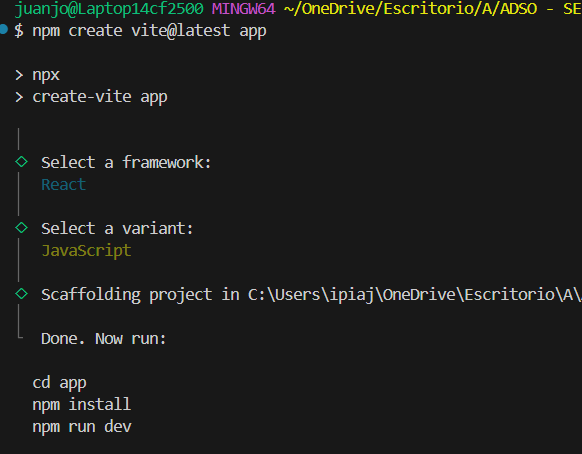 juanjo@Laptop14cf2500 MINGW64 ~/OneDrive/Escritorio/A/ADSO - SE
$ npm create vite@latest app
> npx
> create-vite app
Select a framework:
React
Select a variant:
JavaScript
Scaffolding project in C:\Users\ipiaj\OneDrive\Escritorio\A\
Done. Now run:
cd app
npm install
npm run dev